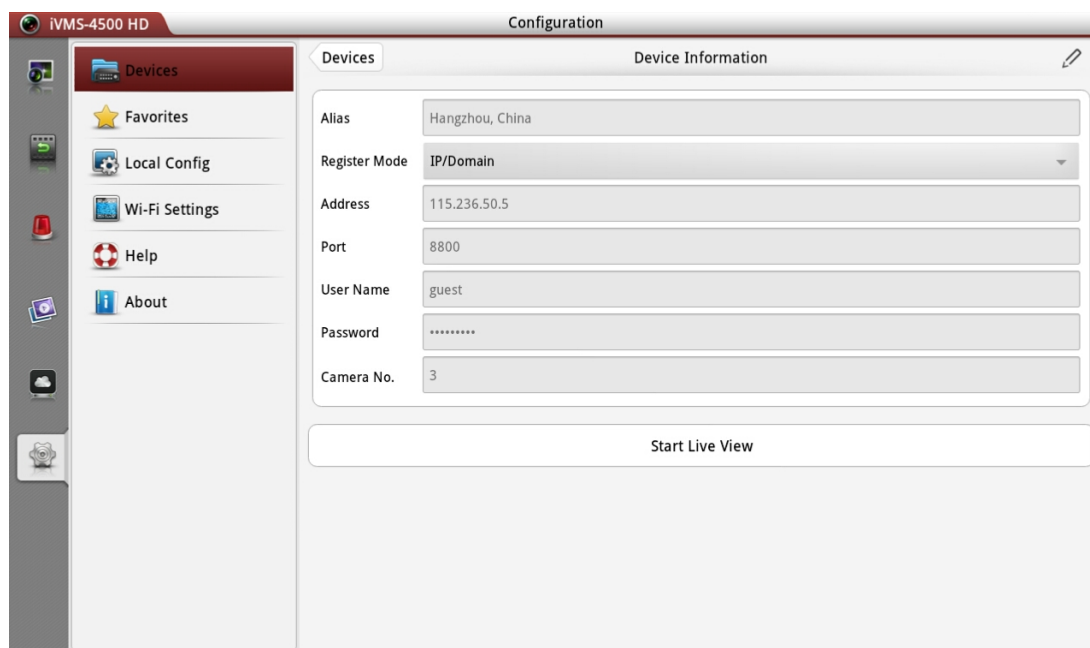 iVMS-4500 HD
Configuration
Devices
Favorites
Local Config
Wi-Fi Settings
Help
About
Devices
Device Information
Alias Hangzhou, China
Register Mode IP/Domain
Address 115.236.50.5
Port 8800
User Name guest
Password •••••••••
Camera No. 3
Start Live View